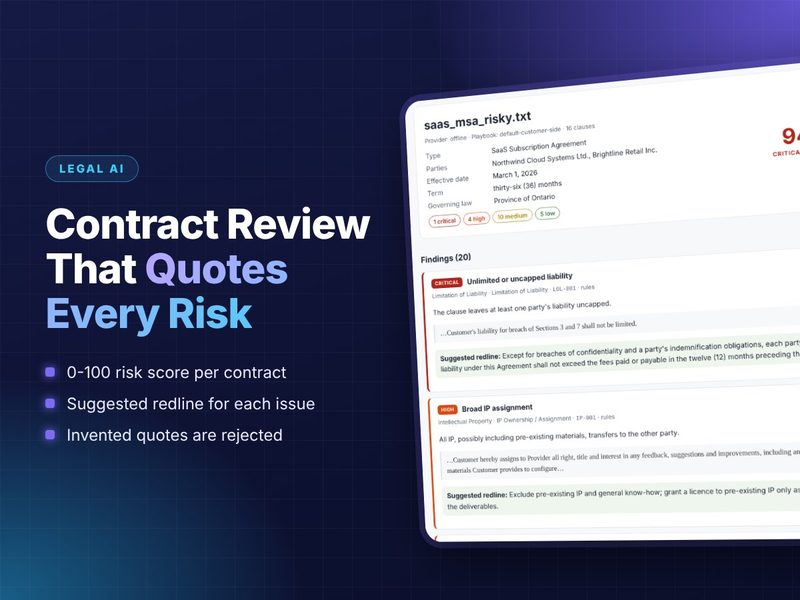 LEGAL AI
Contract Review
That Quotes
Every Risk
0-100 risk score per contract
Suggested redline for each issue
Invented quotes are rejected
saas_msa_risky.txt
Provider: offline · Playbook: default-customer-side · 16 clauses
Type SaaS Subscription Agreement
Parties Northwind Cloud Systems Ltd., Brightline Retail Inc.
Effective date March 1, 2026
Term thirty-six (36) months
Governing law Province of Ontario
1 critical 4 high 10 medium 5 low
Findings (20)
CRITICAL Unlimited or uncapped liability
Limitation of Liability · Limitation of Liability · LOL-001 · rules
The clause leaves at least one party's liability uncapped.
…Customer's liability for breach of Sections 3 and 7 shall not be limited.
Suggested redline: Except for breaches of confidentiality and a party's indemnification obligations, each party
liability under this Agreement shall not exceed the fees paid or payable in the twelve (12) months preceding
HIGH Broad IP assignment
Intellectual Property · IP Ownership / Assignment · IP-001 · rules
All IP, possibly including pre-existing materials, transfers to the other party.
…Customer hereby assigns to Provider all right, title and interest in any feedback, suggestions and improvements, including
materials Customer provides to configure…
Suggested redline: Exclude pre-existing IP and general know-how; grant a licence to pre-existing IP only
the deliverables.